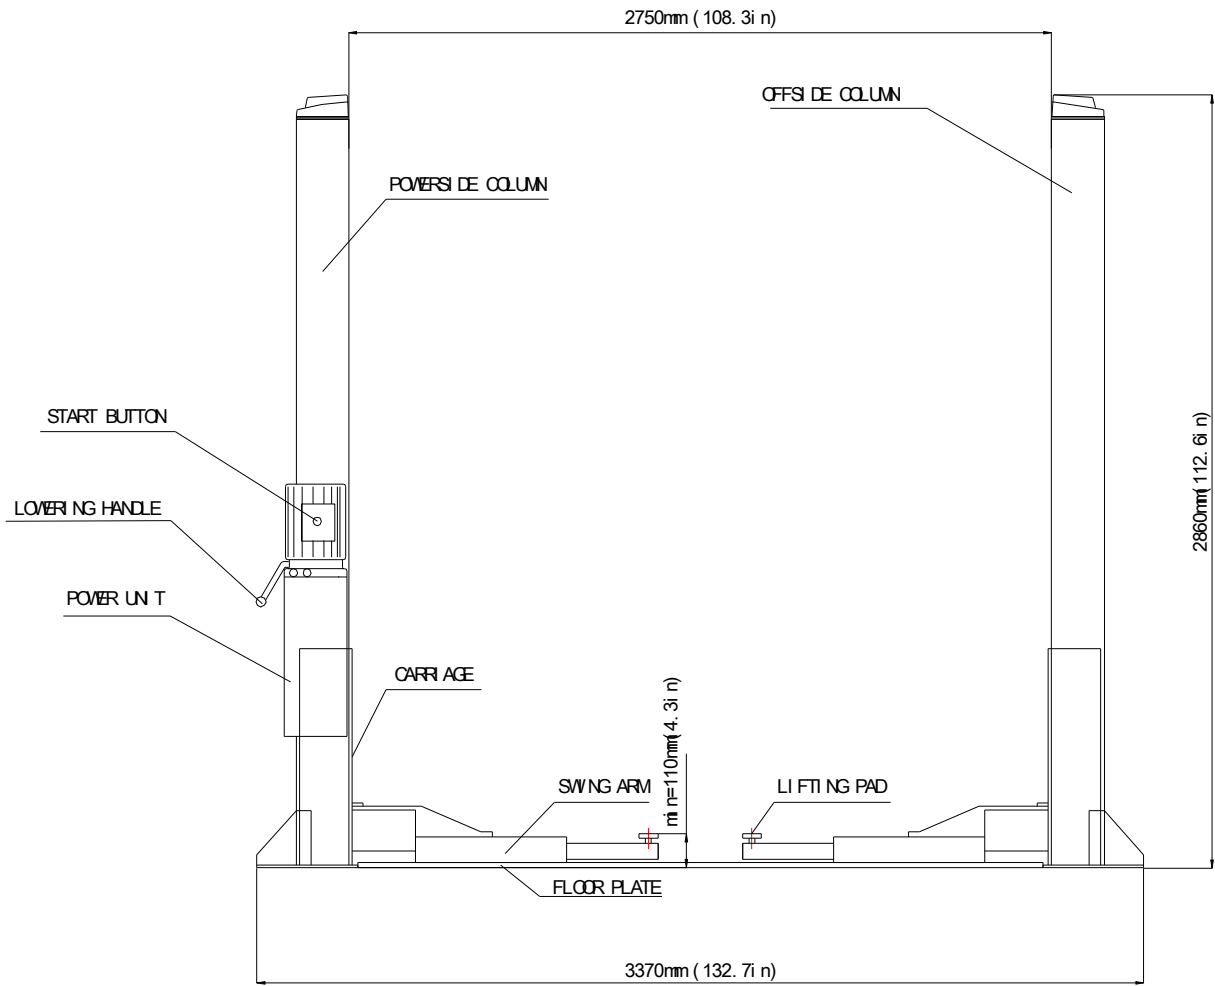 2750mm (108.3in)
OFFSIDE COLUMN
POWERSIDE COLUMN
START BUTTON
2860mm(112.6in)
LOWERING HANDLE
POWER UNIT
CARRIAGE
min=110mm(4.3in)
SWING ARM
LIFTING PAD
FLOOR PLATE
3370mm (132.7in)